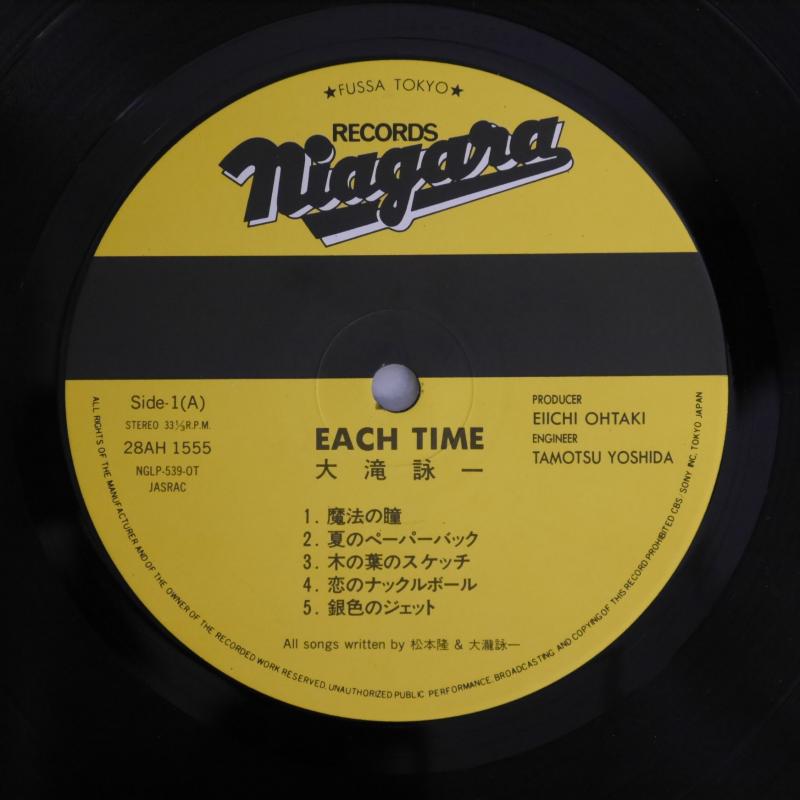 ★FUSSA TOKYO★
RECORDS
Niagara
Side-1(A)
STEREO 33⅓R.P.M.
28AH 1555
NGLP-539-OT
JASRAC
PRODUCER
EIICHI OHTAKI
ENGINEER
TAMOTSU YOSHIDA
EACH TIME
大滝詠一
1. 魔法の瞳
2. 夏のペーパーバック
3. 木の葉のスケッチ
4. 恋のナックルボール
5. 銀色のジェット
All songs written by 松本隆 & 大瀧詠一
ALL RIGHTS OF THE MANUFACTURER AND OF THE OWNER OF THE RECORDED WORK RESERVED. UNAUTHORIZED PUBLIC PERFORMANCE. BROADCASTING AND COPYING OF THIS RECORD PROHIBITED CBS/SONY INC. TOKYO JAPAN